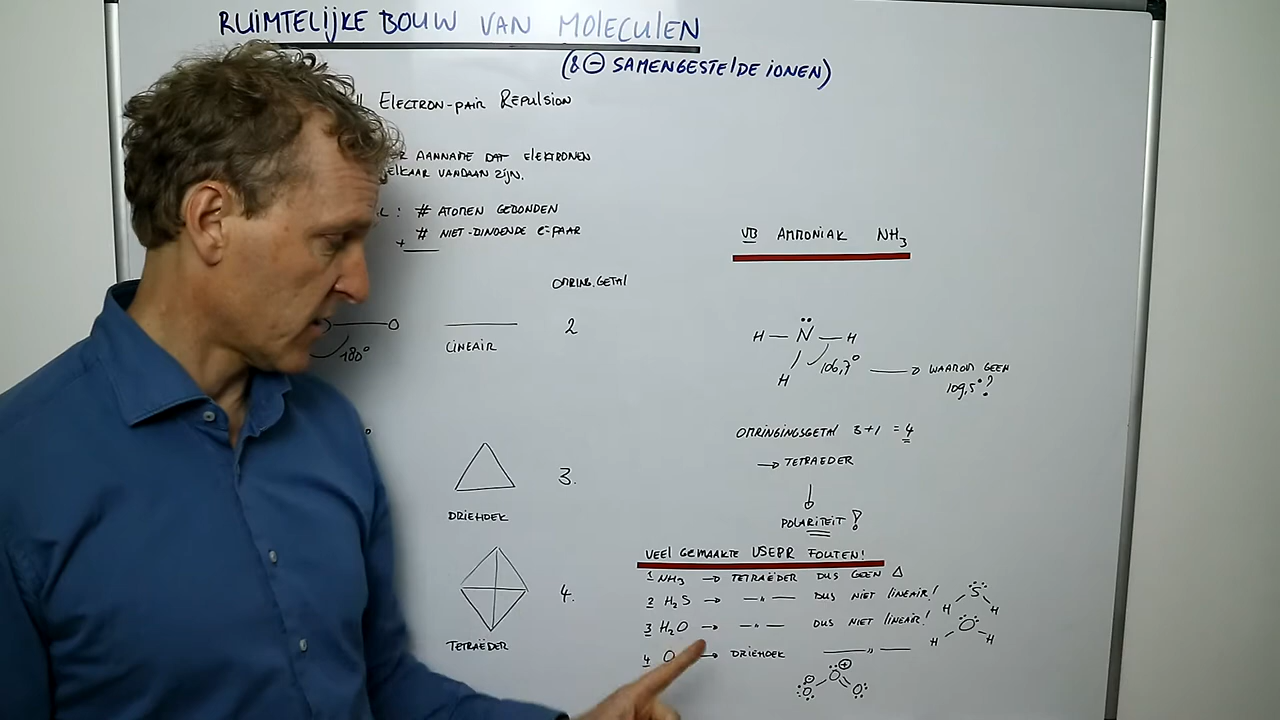 RUIMTELIJKE BOUW VAN MOLECULEN
(& ⊖ SAMENGESTELDE IONEN)
ELECTRON-PAIR REPULSION
AANNAME DAT ELEKTRONEN
VANDAAN ZIJN.
: # ATOMEN GEBONDEN
+ # NIET-BINDENDE e-PAAR
OMRING.GETAL
180°
LINEAIR
2
DRIEHOEK
3.
TETRAËDER
4.
VB AMMONIAK NH3
H — N — H
H
106,7° → WAAROM GEEN
109,5°?
OMRINGINGSGETAL 3+1 = 4
→ TETRAEDER
POLARITEIT!
VEEL GEMAAKTE VSEPR FOUTEN!
1 NH3 → TETRAËDER DUS GEEN △
2 H2S → —"— DUS NIET LINEAIR!
3 H2O → —"— DUS NIET LINEAIR!
4 O → DRIEHOEK —"—
S
H H
O
H H
O ⊕
⊖ O O